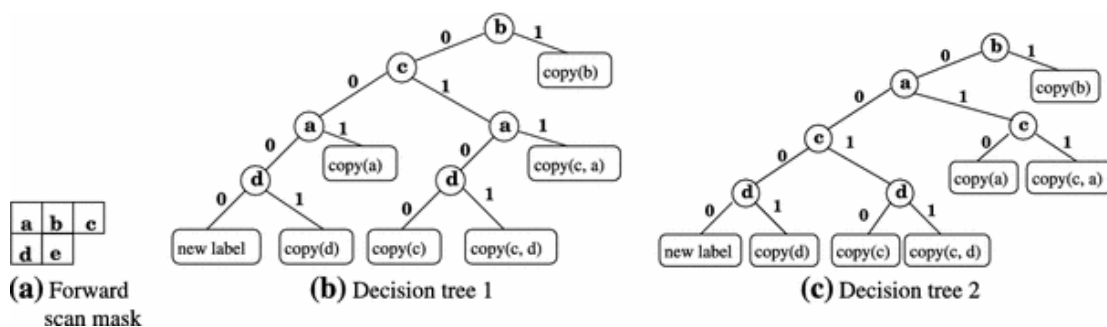 b
0 1
c copy(b)
0 1
a a
0 1 0 1
d copy(a) d copy(c, a)
0 1 0 1
new label copy(d) copy(c) copy(c, d)
a b c
d e
(a) Forward
scan mask
(b) Decision tree 1
b
0 1
a copy(b)
0 1
c c
0 1 0 1
d d copy(a) copy(c, a)
0 1 0 1
new label copy(d) copy(c) copy(c, d)
(c) Decision tree 2